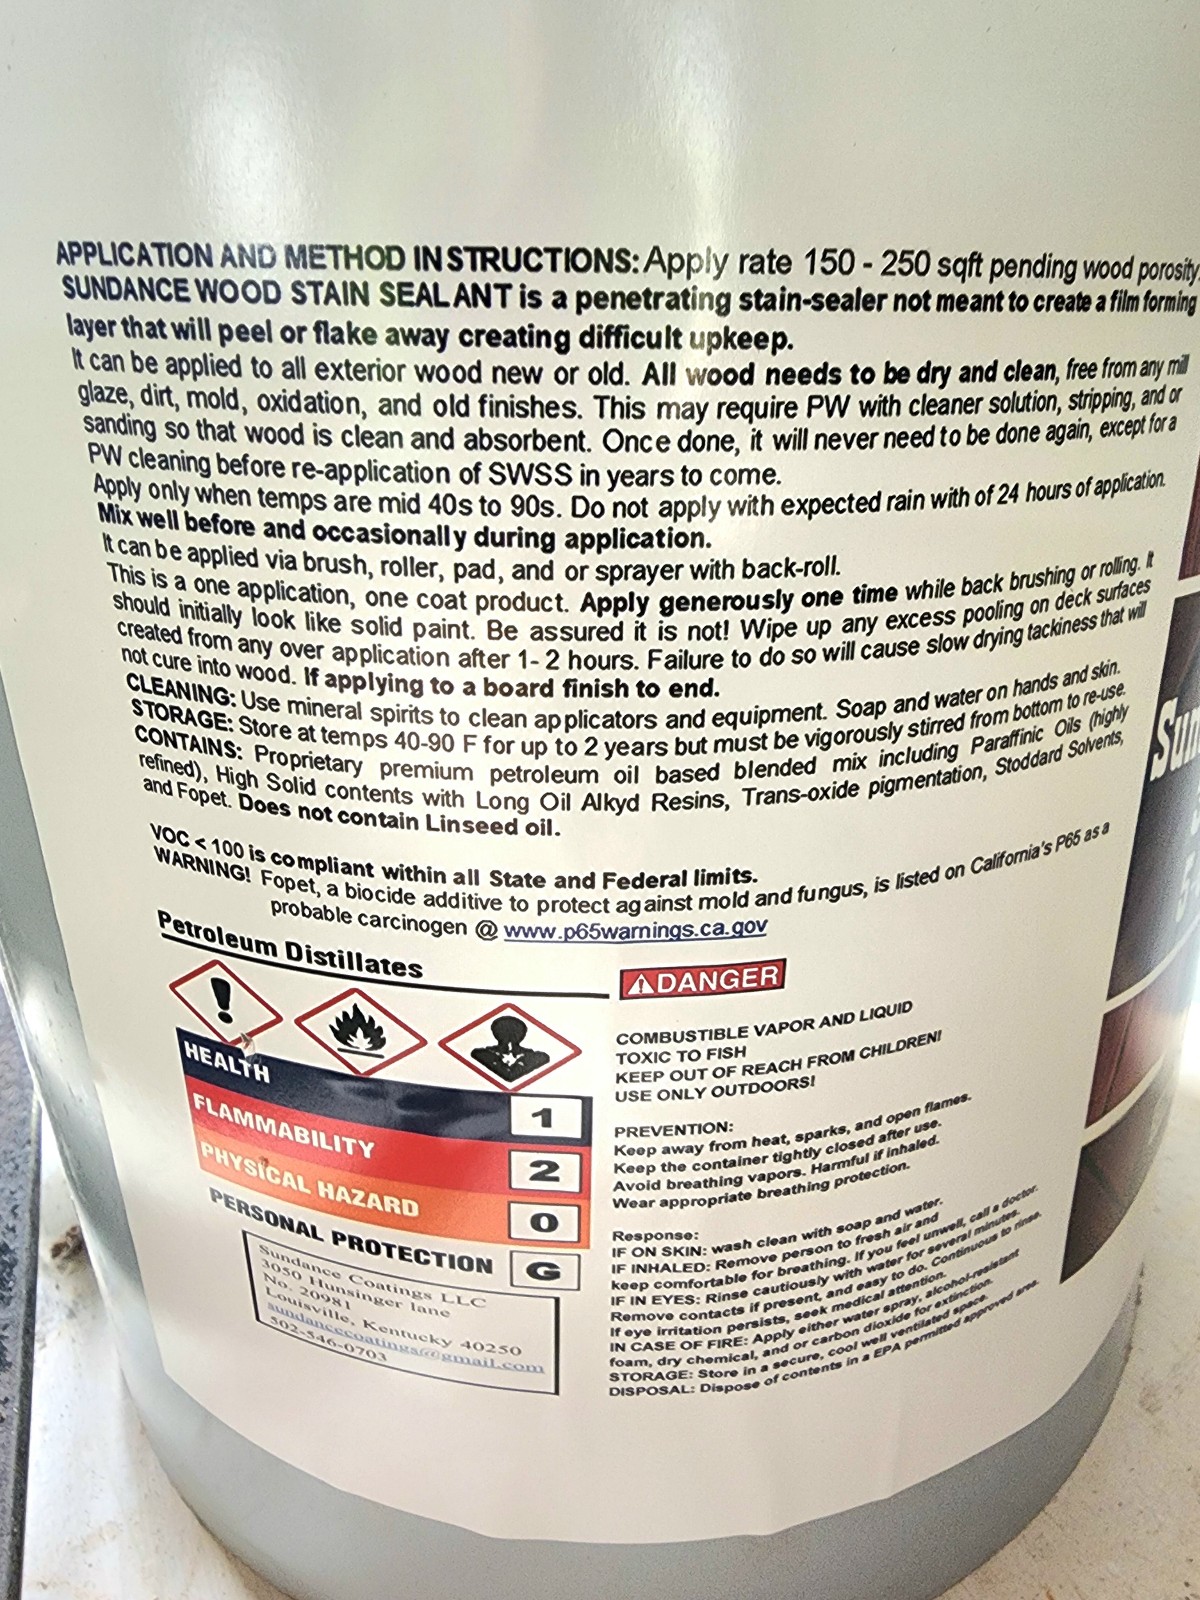 APPLICATION AND METHOD INSTRUCTIONS: Apply rate 150 - 250 sqft pending wood porosity.
SUNDANCE WOOD STAIN SEALANT is a penetrating stain-sealer not meant to create a film forming
layer that will peel or flake away creating difficult upkeep.
It can be applied to all exterior wood new or old. All wood needs to be dry and clean, free from any mill
glaze, dirt, mold, oxidation, and old finishes. This may require PW with cleaner solution, stripping, and or
sanding so that wood is clean and absorbent. Once done, it will never need to be done again, except for a
PW cleaning before re-application of SWSS in years to come.
Apply only when temps are mid 40s to 90s. Do not apply with expected rain with of 24 hours of application.
Mix well before and occasionally during application.
It can be applied via brush, roller, pad, and or sprayer with back-roll.
This is a one application, one coat product. Apply generously one time while back brushing or rolling. It
should initially look like solid paint. Be assured it is not! Wipe up any excess pooling on deck surfaces
created from any over application after 1- 2 hours. Failure to do so will cause slow drying tackiness that will
not cure into wood. If applying to a board finish to end.
CLEANING: Use mineral spirits to clean applicators and equipment. Soap and water on hands and skin.
STORAGE: Store at temps 40-90 F for up to 2 years but must be vigorously stirred from bottom to re-use.
CONTAINS: Proprietary premium petroleum oil based blended mix including Paraffinic Oils (highly
refined), High Solid contents with Long Oil Alkyd Resins, Trans-oxide pigmentation, Stoddard Solvents,
and Fopet. Does not contain Linseed oil.
VOC < 100 is compliant within all State and Federal limits.
WARNING! Fopet, a biocide additive to protect against mold and fungus, is listed on California's P65 as a
probable carcinogen @ www.p65warnings.ca.gov
Petroleum Distillates
HEALTH 1
FLAMMABILITY 2
PHYSICAL HAZARD 0
PERSONAL PROTECTION G
Sundance Coatings LLC
3050 Hunsinger lane
No. 20981
Louisville, Kentucky 40250
sundancecoatings@gmail.com
502-546-0703
DANGER
COMBUSTIBLE VAPOR AND LIQUID
TOXIC TO FISH
KEEP OUT OF REACH FROM CHILDREN!
USE ONLY OUTDOORS!
PREVENTION:
Keep away from heat, sparks, and open flames.
Keep the container tightly closed after use.
Avoid breathing vapors. Harmful if inhaled.
Wear appropriate breathing protection.
Response:
IF ON SKIN: wash clean with soap and water.
IF INHALED: Remove person to fresh air and
keep comfortable for breathing. If you feel unwell, call a doctor.
IF IN EYES: Rinse cautiously with water for several minutes.
Remove contacts if present, and easy to do. Continuous to rinse.
If eye irritation persists, seek medical attention.
IN CASE OF FIRE: Apply either water spray, alcohol-resistant
foam, dry chemical, and or carbon dioxide for extinction.
STORAGE: Store in a secure, cool well ventilated space.
DISPOSAL: Dispose of contents in a EPA permitted approved area.